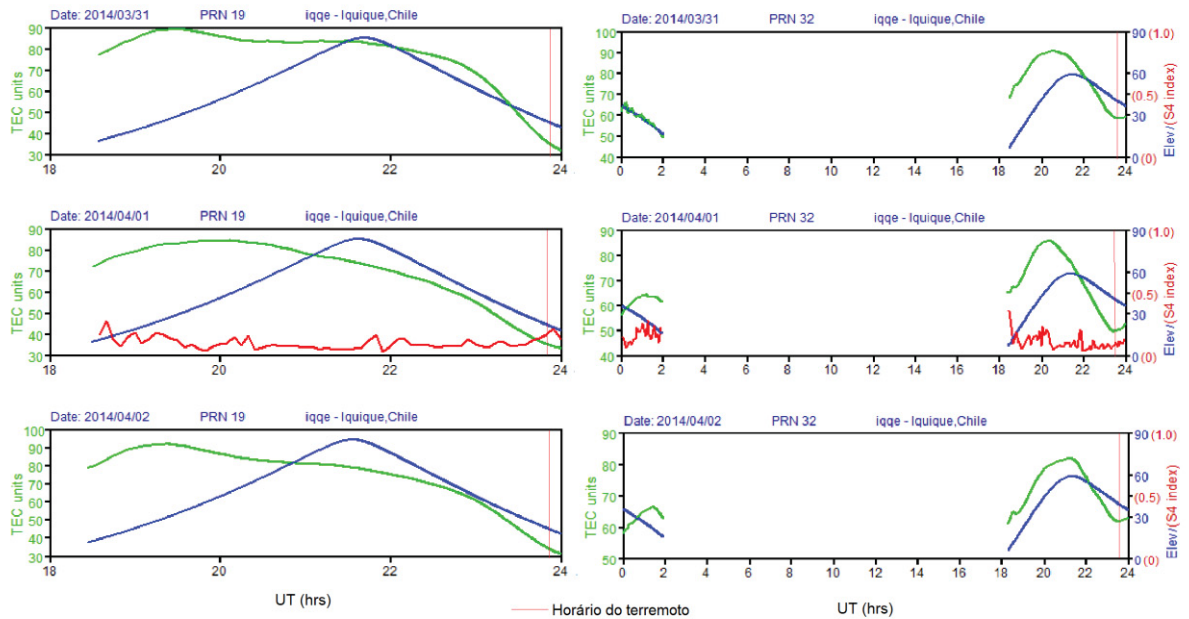 Date: 2014/03/31 PRN 19 iqqe - Iquique,Chile
TEC units
90
80
70
60
50
40
30
18 20 22 24
Date: 2014/03/31 PRN 32 iqqe - Iquique,Chile
TEC units
100
90
80
70
60
50
40
0 2 4 6 8 10 12 14 16 18 20 22 24
90 (1.0)
60
(0.5)
30
0 (0)
Elev/(S4 index)
Date: 2014/04/01 PRN 19 iqqe - Iquique,Chile
TEC units
90
80
70
60
50
40
30
18 20 22 24
Date: 2014/04/01 PRN 32 iqqe - Iquique,Chile
TEC units
90
80
70
60
50
40
0 2 4 6 8 10 12 14 16 18 20 22 24
90 (1.0)
60
(0.5)
30
0 (0)
Elev/(S4 index)
Date: 2014/04/02 PRN 19 iqqe - Iquique,Chile
TEC units
100
90
80
70
60
50
40
30
18 20 22 24
Date: 2014/04/02 PRN 32 iqqe - Iquique,Chile
TEC units
90
80
70
60
50
0 2 4 6 8 10 12 14 16 18 20 22 24
90 (1.0)
60
(0.5)
30
0 (0)
Elev/(S4 index)
UT (hrs)
Horário do terremoto
UT (hrs)